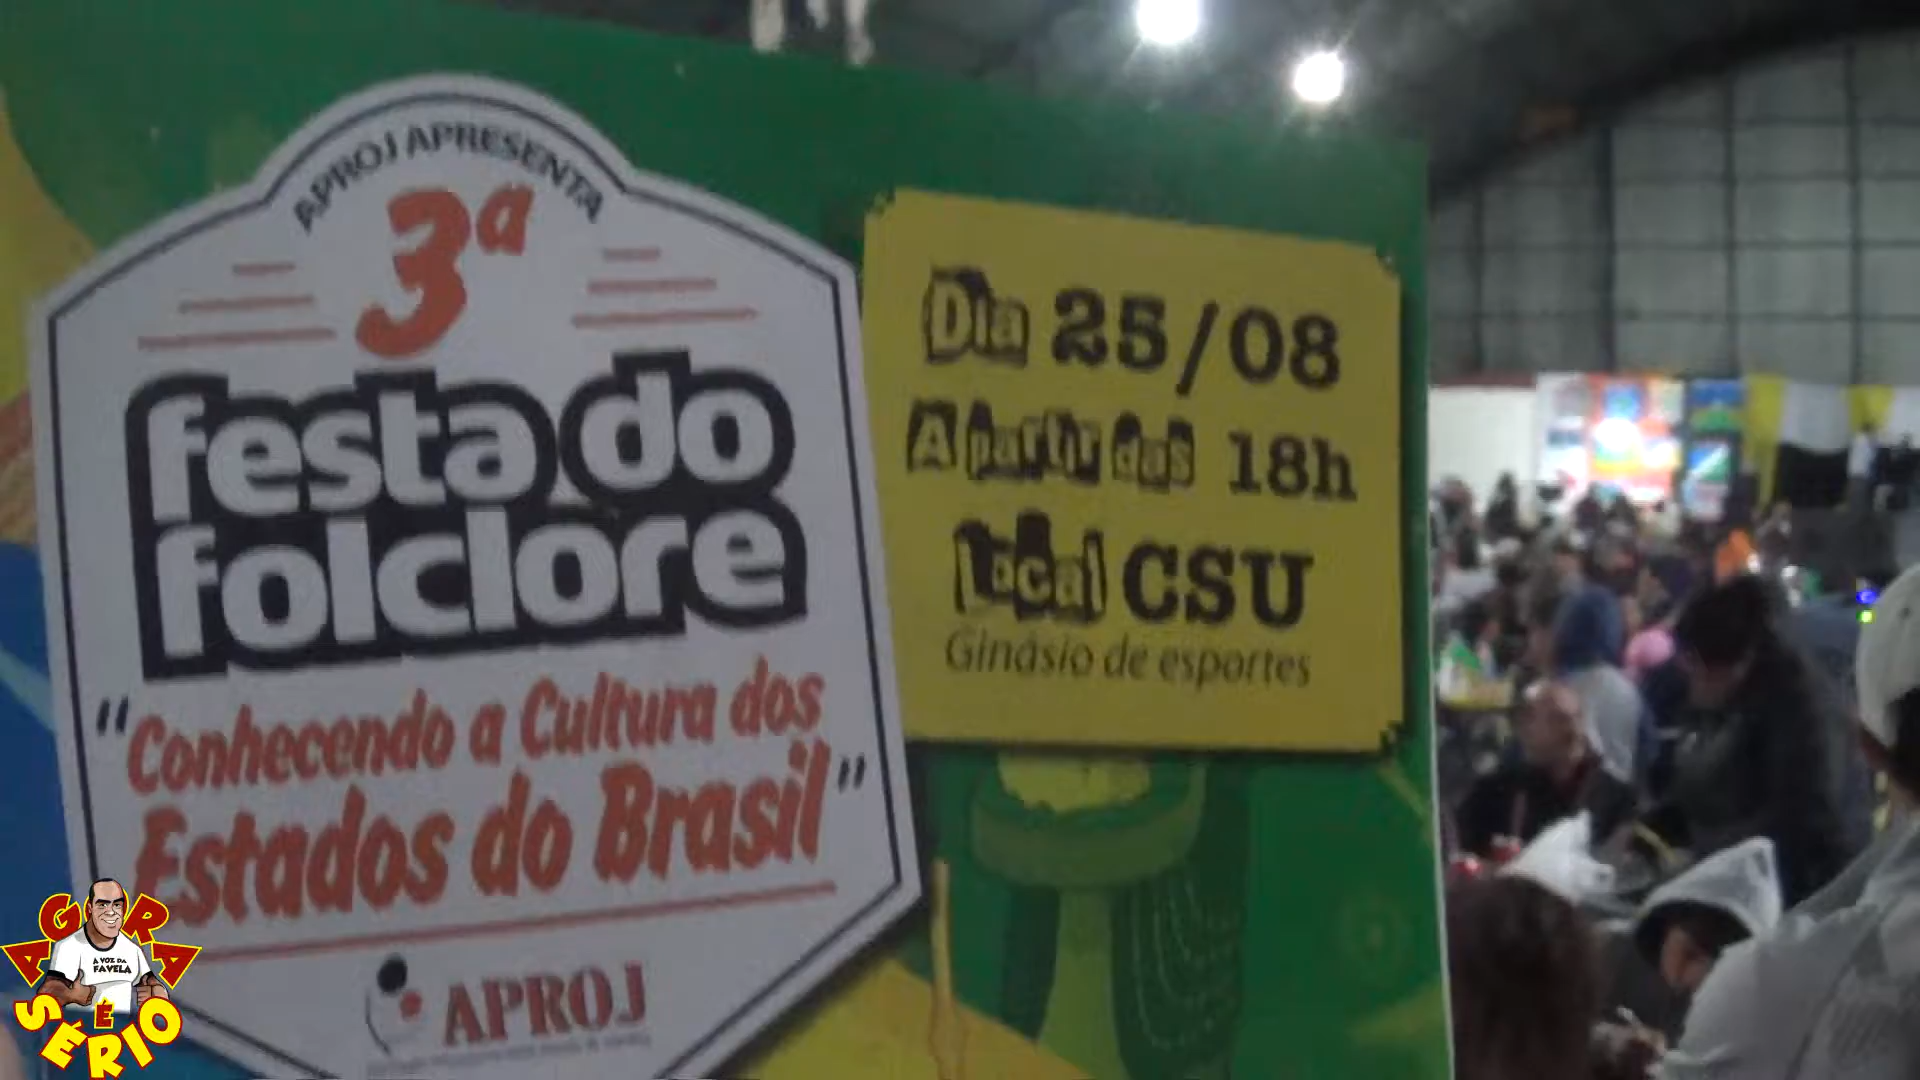 APROJ APRESENTA
3ª
festa do
folclore
"Conhecendo a Cultura dos
Estados do Brasil"
APROJ
Dia 25/08
A partir das 18h
Local CSU
Ginásio de esportes
AGORA
A VOZ DA
FAVELA
É
SÉRIO